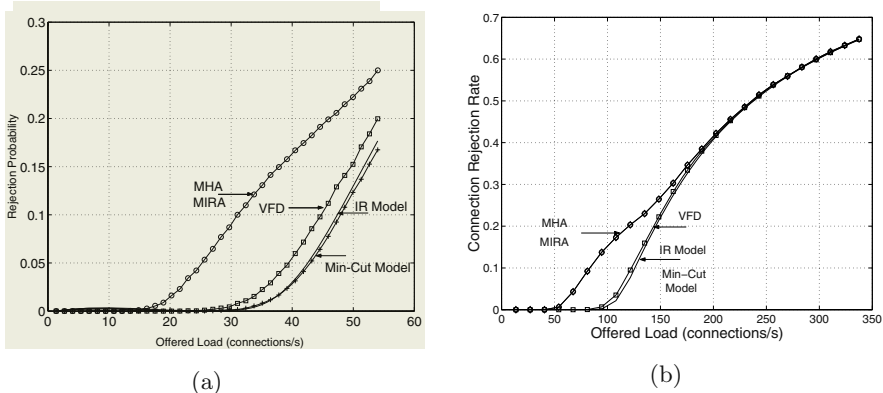 0.3
0.25
0.2
0.15
0.1
0.05
0
Rejection Probability
MHA
MIRA
VFD
IR Model
Min-Cut Model
0 10 20 30 40 50 60
Offered Load (connections/s)
(a)
0.7
0.6
0.5
0.4
0.3
0.2
0.1
0.0
Connection Rejection Rate
MHA
MIRA
VFD
IR Model
Min-Cut
Model
0 50 100 150 200 250 300 350
Offered Load (connections/s)
(b)